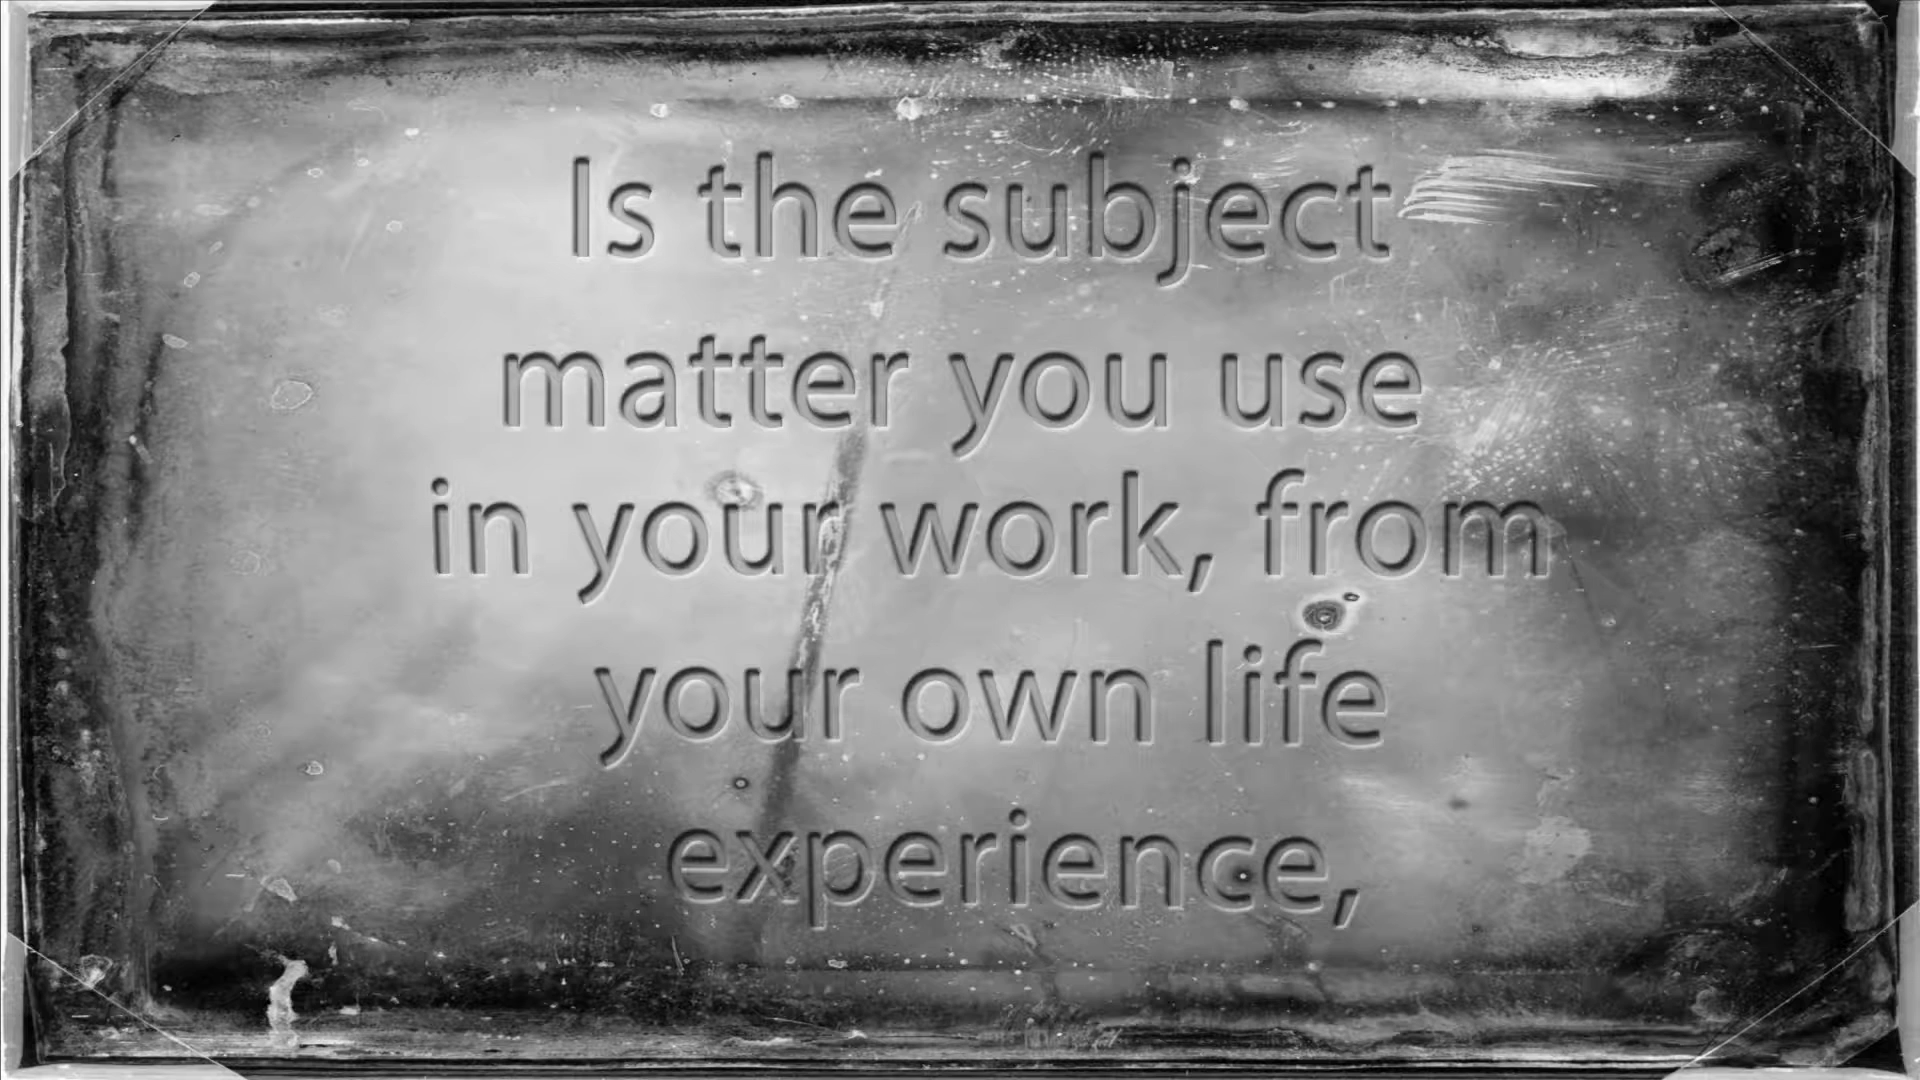 Is the subject
matter you use
in your work, from
your own life
experience,